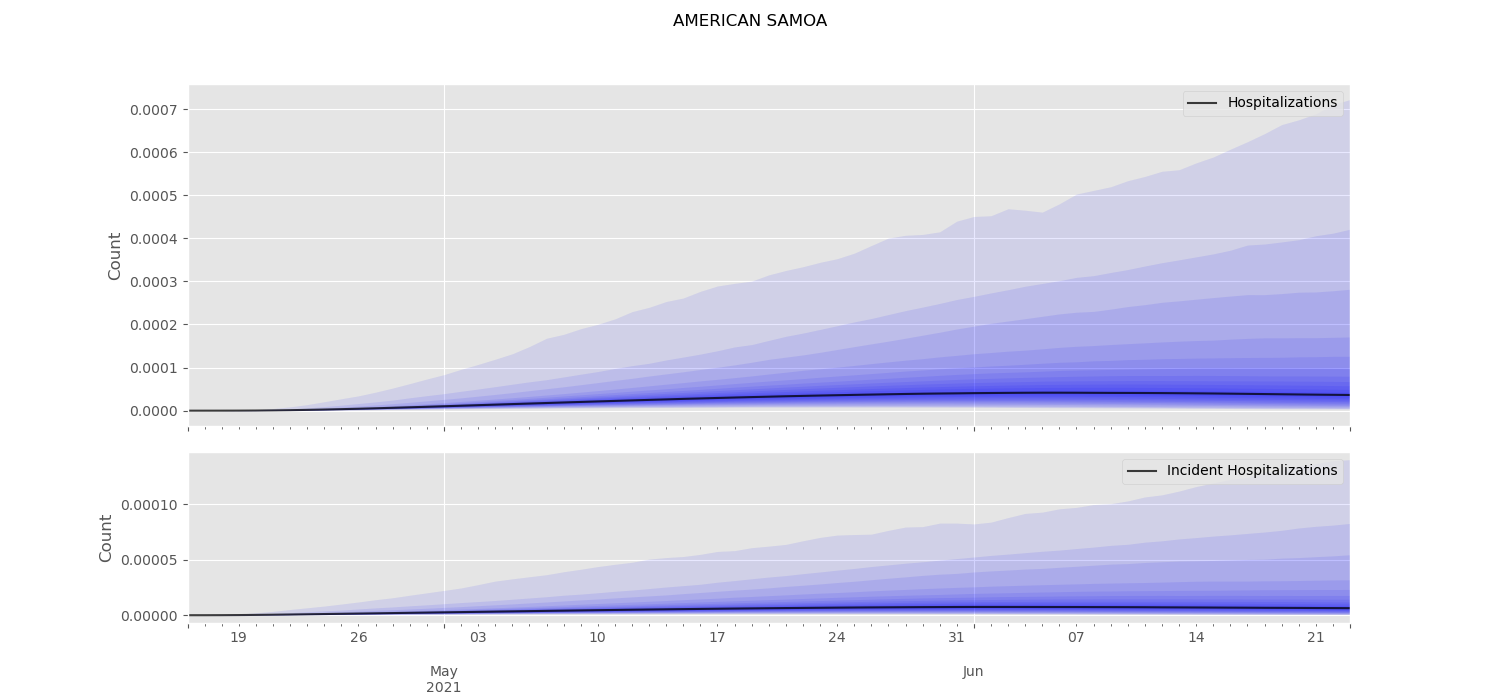 AMERICAN SAMOA
Hospitalizations
Count
0.0007
0.0006
0.0005
0.0004
0.0003
0.0002
0.0001
0.0000
Incident Hospitalizations
Count
0.00010
0.00005
0.00000
19 26 03 10 17 24 31 07 14 21
May Jun
2021